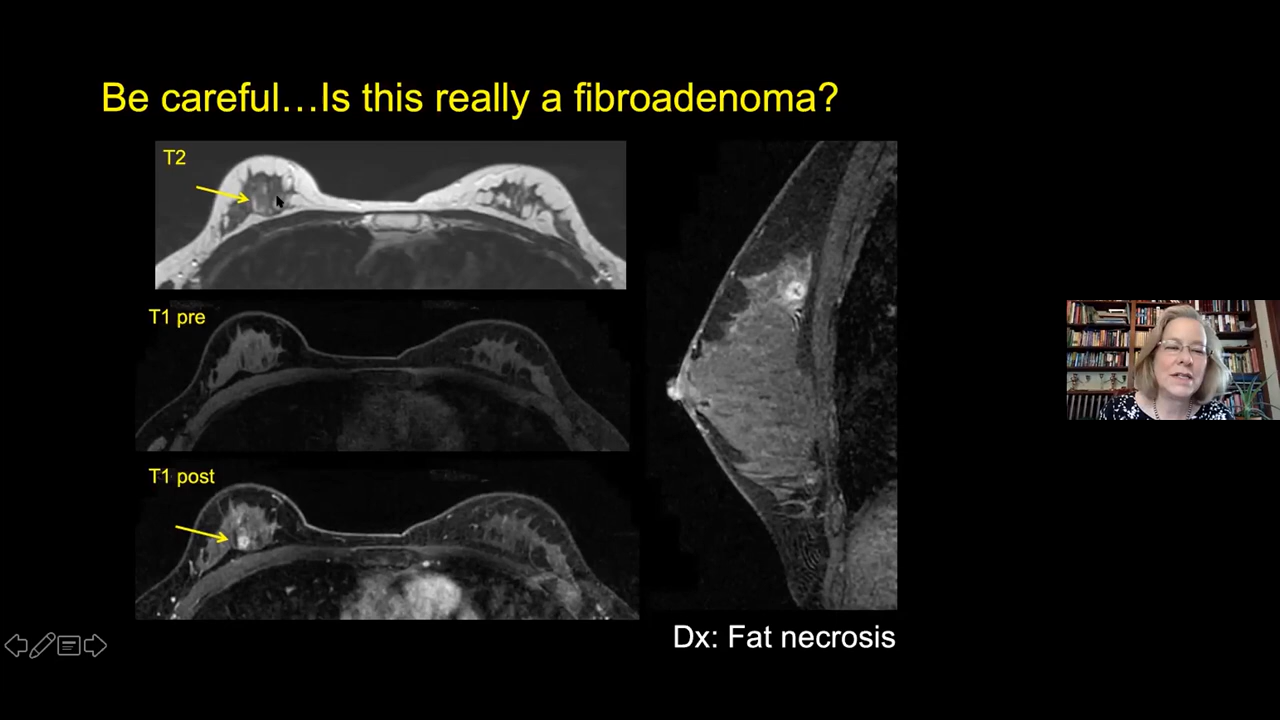 Be careful…Is this really a fibroadenoma?
T2
T1 pre
T1 post
Dx: Fat necrosis